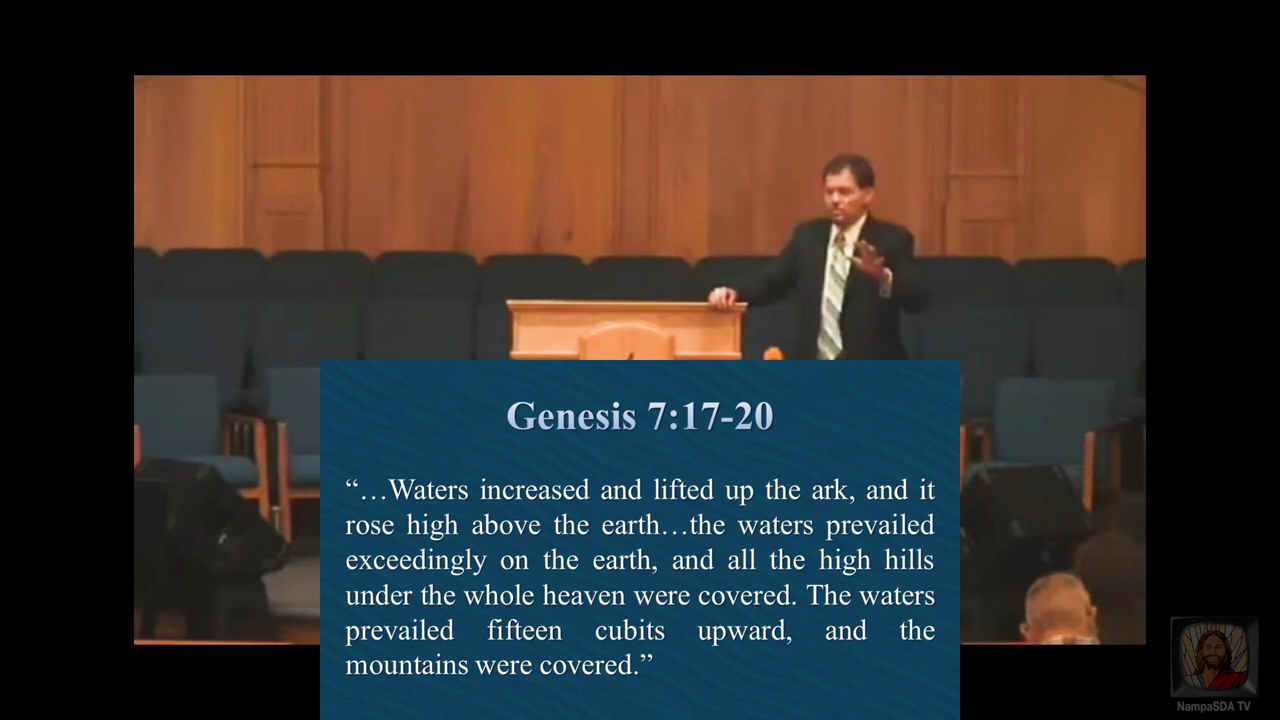 Genesis 7:17-20
“…Waters increased and lifted up the ark, and it
rose high above the earth…the waters prevailed
exceedingly on the earth, and all the high hills
under the whole heaven were covered. The waters
prevailed fifteen cubits upward, and the
mountains were covered.”
NampaSDA TV